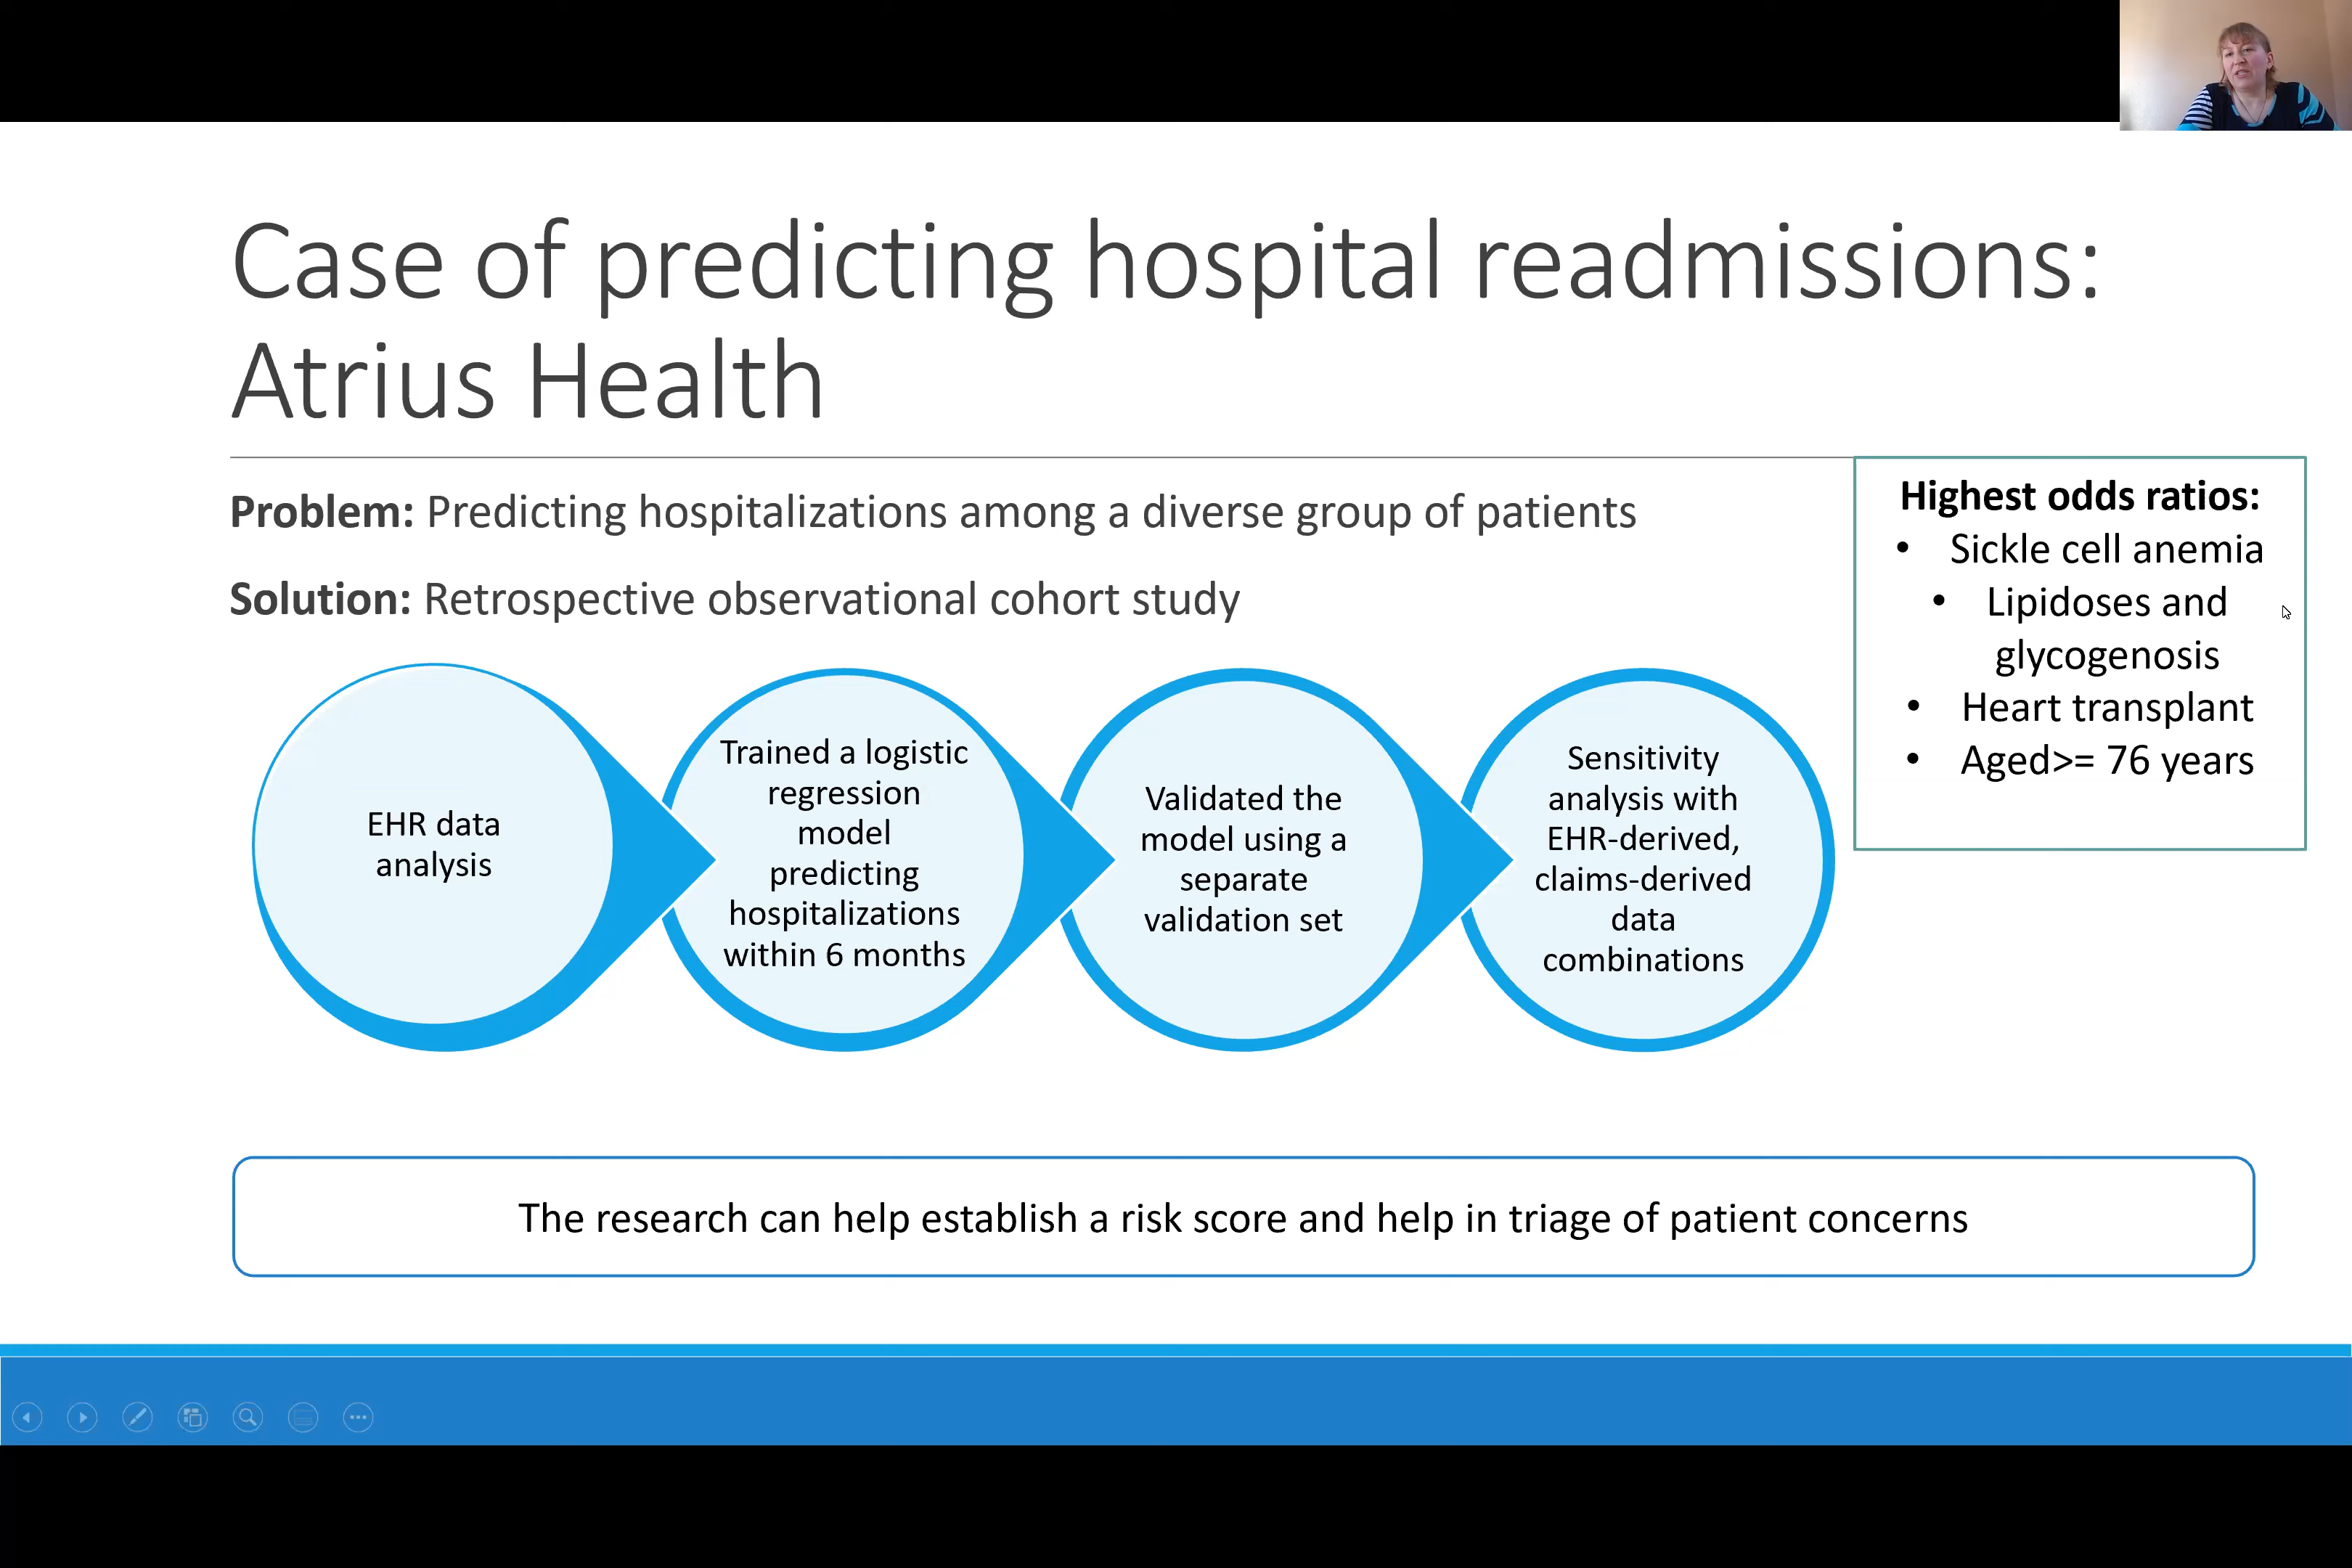 Case of predicting hospital readmissions:
Atrius Health
Problem: Predicting hospitalizations among a diverse group of patients
Solution: Retrospective observational cohort study
EHR data
analysis
Trained a logistic
regression
model
predicting
hospitalizations
within 6 months
Validated the
model using a
separate
validation set
Sensitivity
analysis with
EHR-derived,
claims-derived
data
combinations
Highest odds ratios:
• Sickle cell anemia
• Lipidoses and
glycogenosis
• Heart transplant
• Aged>= 76 years
The research can help establish a risk score and help in triage of patient concerns